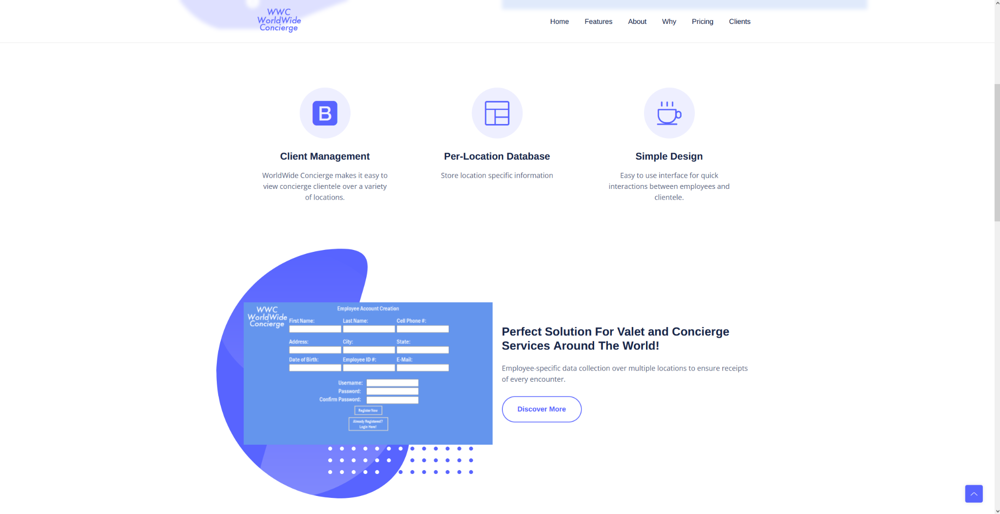 WWC
WorldWide
Concierge
Home Features About Why Pricing Clients
B
Client Management
WorldWide Concierge makes it easy to
view concierge clientele over a variety
of locations.
Per-Location Database
Store location specific information
Simple Design
Easy to use interface for quick
interactions between employees and
clientele.
WWC
WorldWide
Concierge
Employee Account Creation
First Name: Last Name: Cell Phone #:
Address: City: State:
Date of Birth: Employee ID #: E-Mail:
Username:
Password:
Confirm Password:
Register Now
Already Registered?
Login Here!
Perfect Solution For Valet and Concierge
Services Around The World!
Employee-specific data collection over multiple locations to ensure receipts
of every encounter.
Discover More